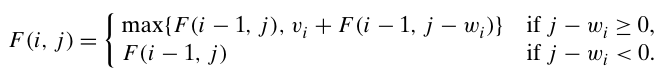 F(i, j) = { max{F(i − 1, j), v_i + F(i − 1, j − w_i)} if j − w_i ≥ 0,
F(i − 1, j) if j − w_i < 0.